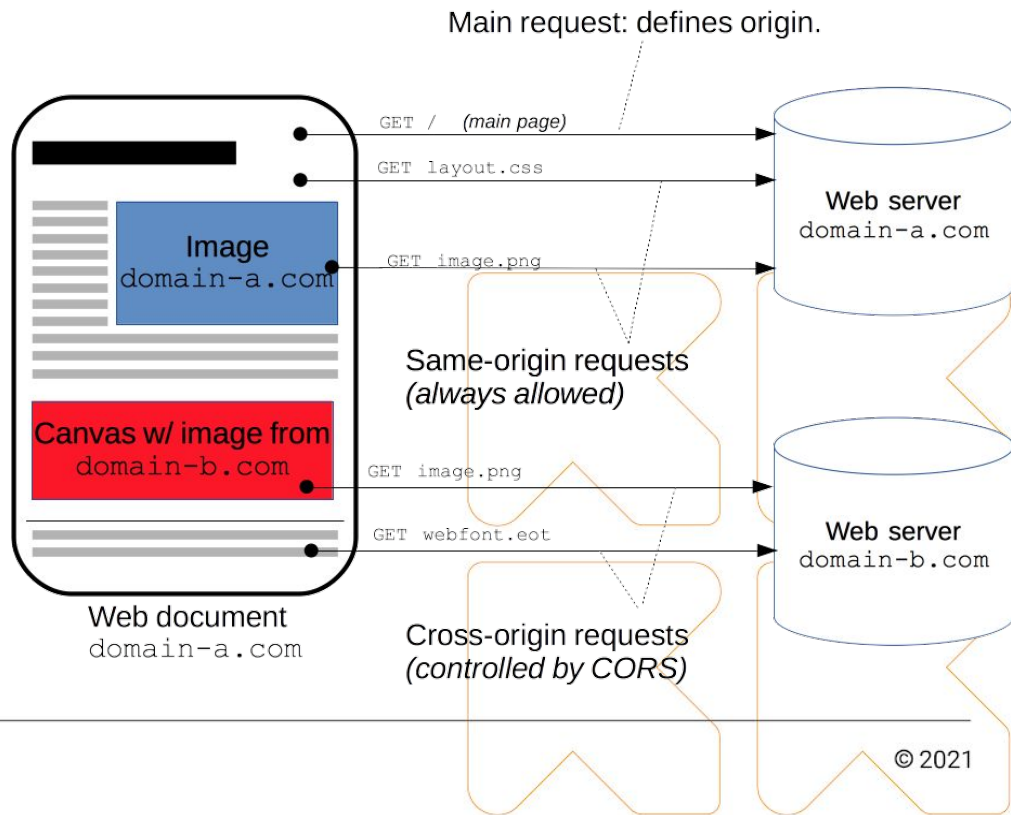 Main request: defines origin.
GET / (main page)
GET layout.css
Web server
domain-a.com
Image
domain-a.com
GET image.png
Same-origin requests
(always allowed)
Canvas w/ image from
domain-b.com
GET image.png
GET webfont.eot
Web server
domain-b.com
Web document
domain-a.com
Cross-origin requests
(controlled by CORS)
© 2021